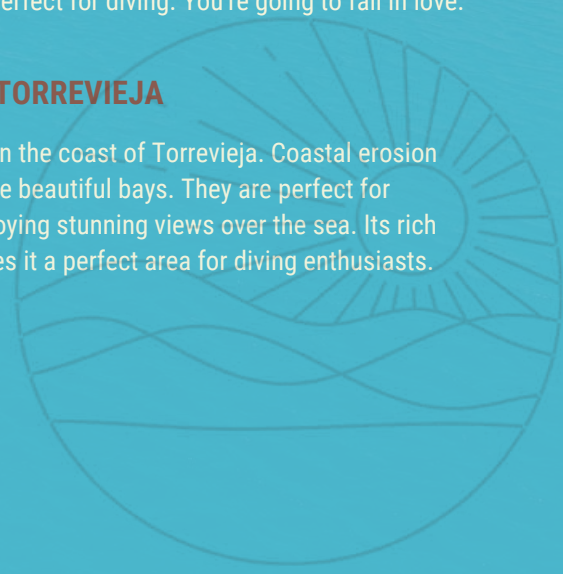 erfect for diving. You're going to fall in love.
TORREVIEJA
n the coast of Torrevieja. Coastal erosion
e beautiful bays. They are perfect for
oying stunning views over the sea. Its rich
es it a perfect area for diving enthusiasts.